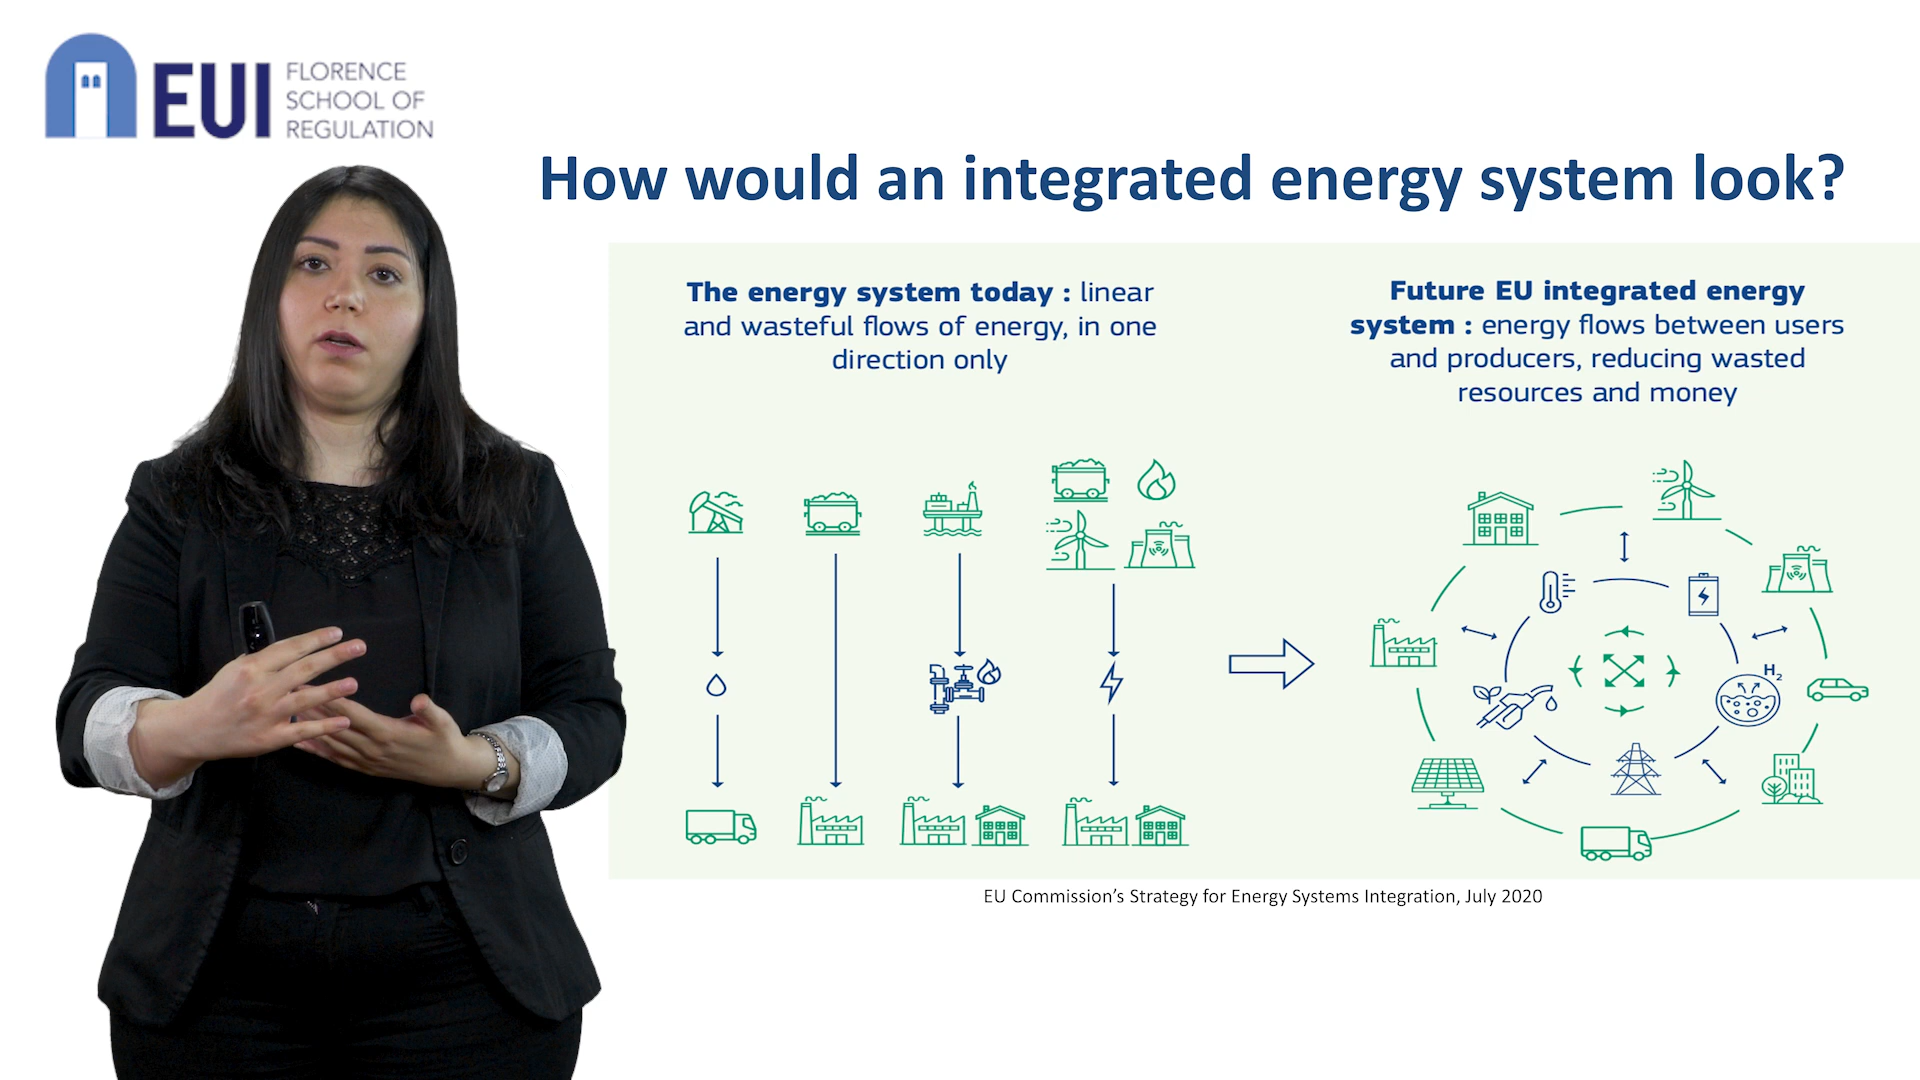 EUI
FLORENCE
SCHOOL OF
REGULATION
How would an integrated energy system look?
The energy system today : linear
and wasteful flows of energy, in one
direction only
Future EU integrated energy
system : energy flows between users
and producers, reducing wasted
resources and money
H₂
EU Commission’s Strategy for Energy Systems Integration, July 2020